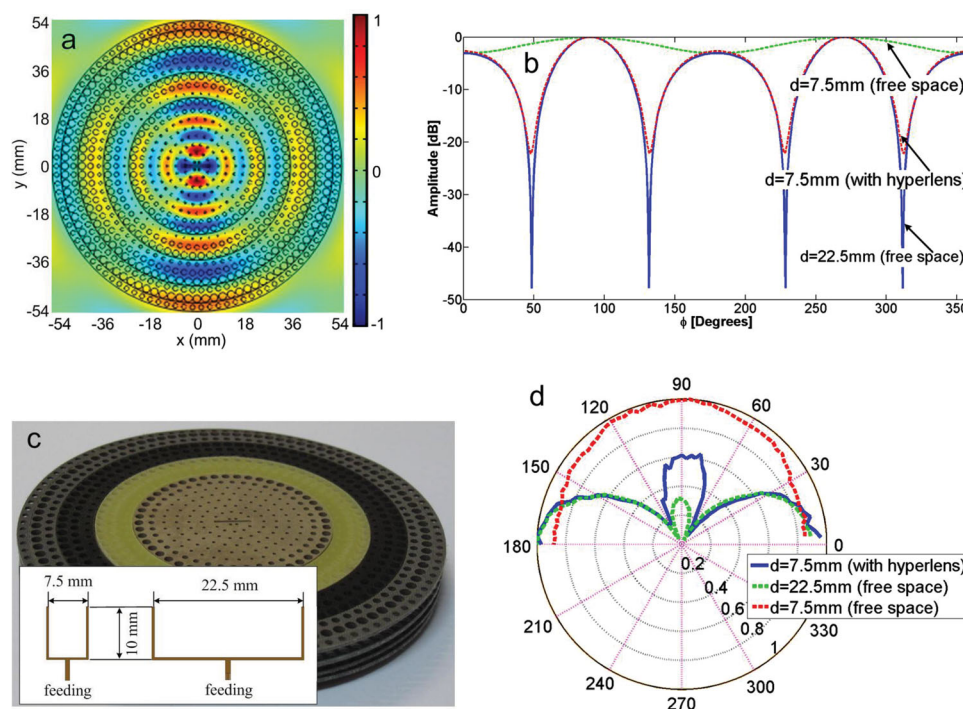 a
54
36
18
0
-18
-36
-54
y (mm)
-54 -36 -18 0 18 36 54
x (mm)
1
0
-1
b
0
-10
-20
-30
-40
-50
Amplitude [dB]
0 50 100 150 200 250 300 350
ϕ [Degrees]
d=7.5mm (free space)
d=7.5mm (with hyperlens)
d=22.5mm (free space)
c
7.5 mm
22.5 mm
10 mm
feeding
feeding
d
90
120 60
150 30
180 0
210 330
240 300
270
0.2
0.4
0.6
0.8
1
d=7.5mm (with hyperlens)
d=22.5mm (free space)
d=7.5mm (free space)